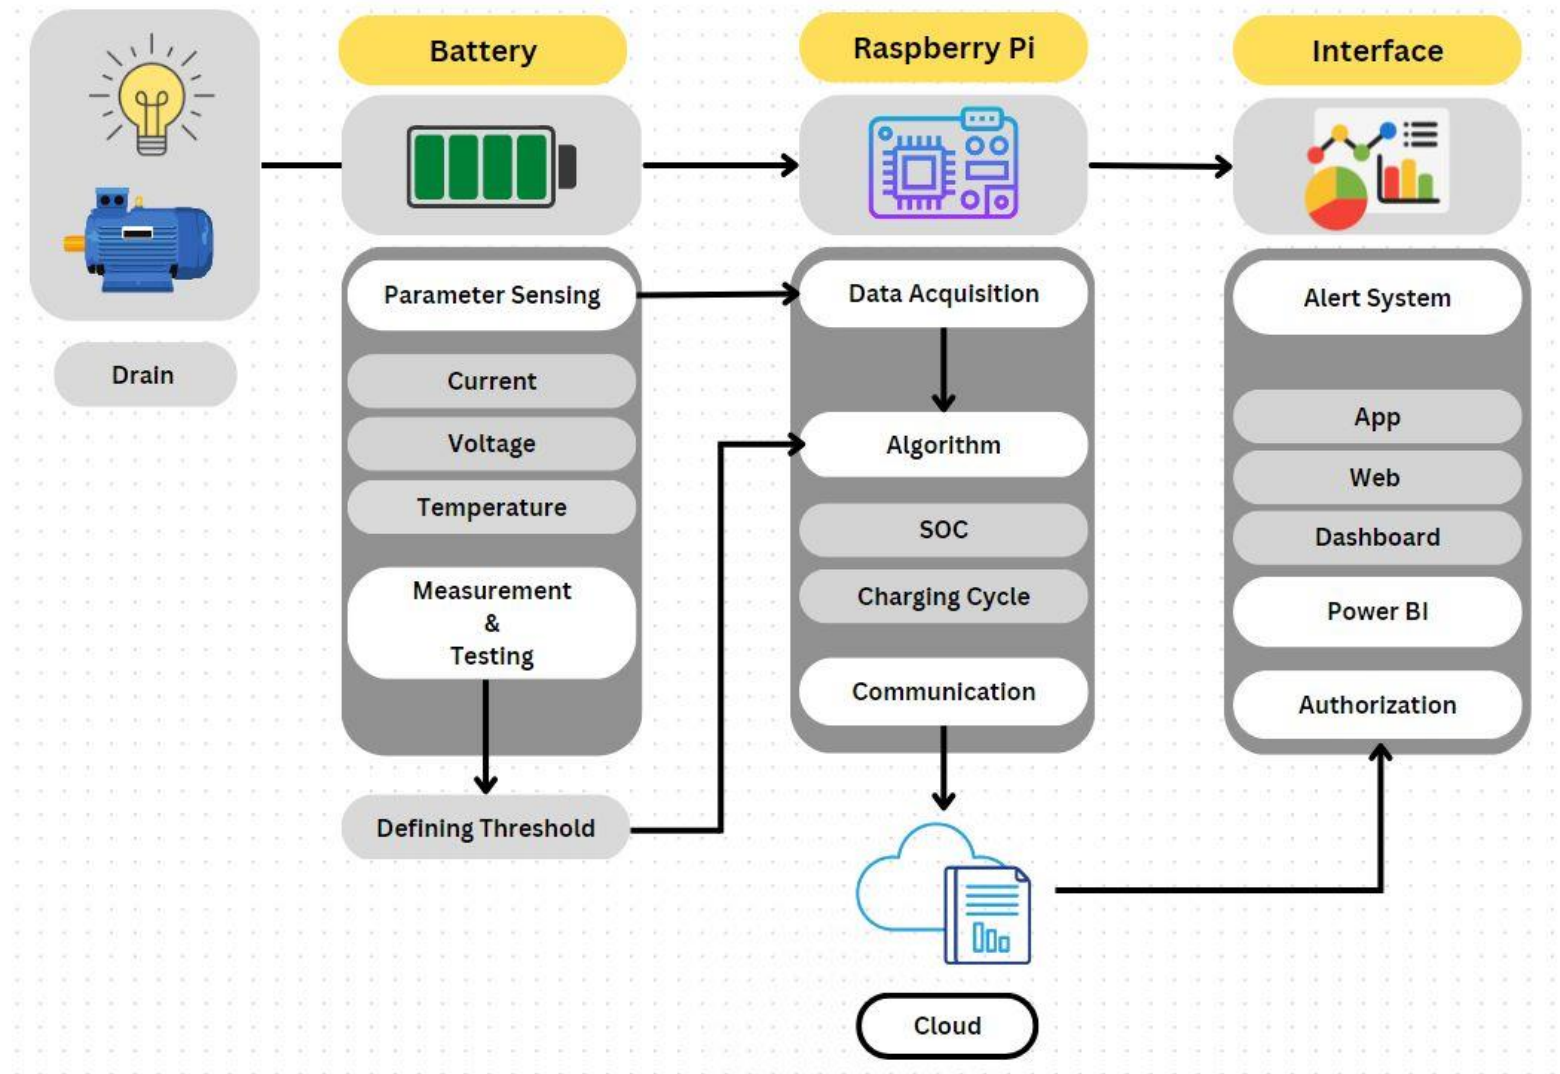 Drain
Battery
Parameter Sensing
Current
Voltage
Temperature
Measurement
&
Testing
Defining Threshold
Raspberry Pi
Data Acquisition
Algorithm
SOC
Charging Cycle
Communication
Cloud
Interface
Alert System
App
Web
Dashboard
Power BI
Authorization